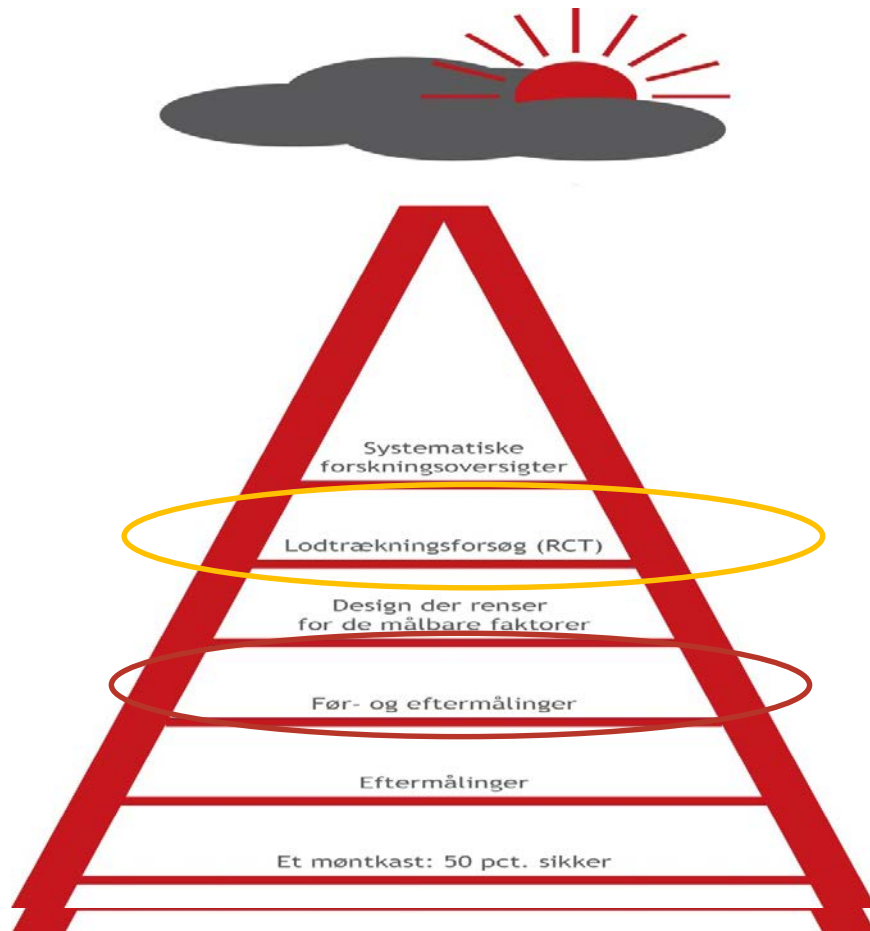 Systematiske
forskningsoversigter
Lodtrækningsforsøg (RCT)
Design der renser
for de målbare faktorer
Før- og eftermålinger
Eftermålinger
Et møntkast: 50 pct. sikker